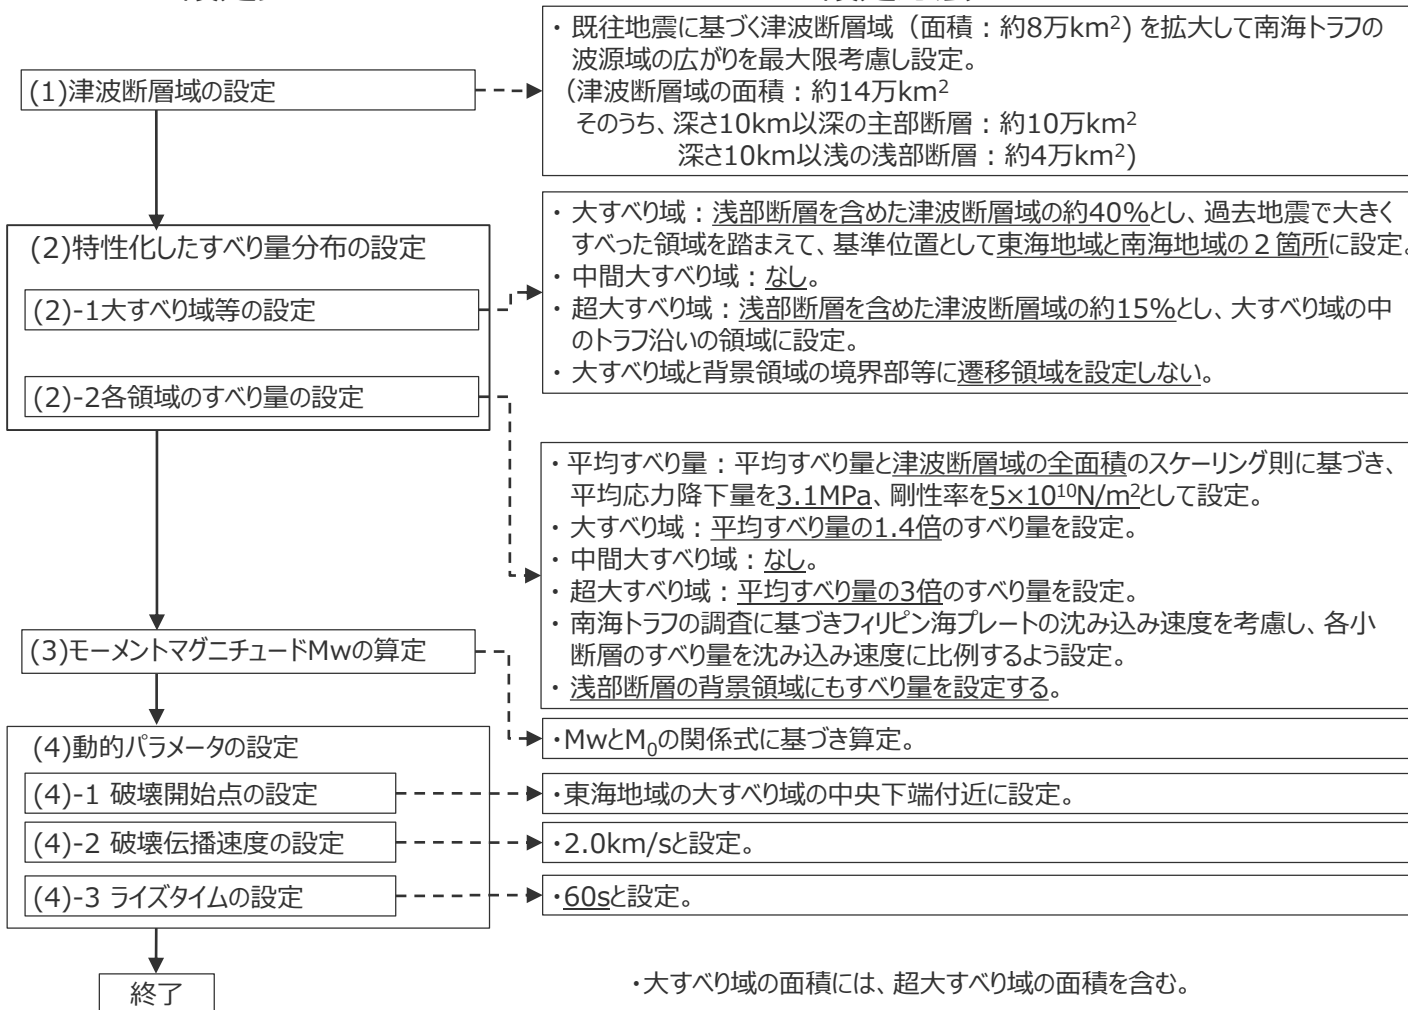 ・既往地震に基づく津波断層域（面積：約8万km2) を拡大して南海トラフの
波源域の広がりを最大限考慮し設定。
（津波断層域の面積：約14万km2
そのうち、深さ10km以深の主部断層：約10万km2
深さ10km以浅の浅部断層：約4万km2)
(1)津波断層域の設定
(2)特性化したすべり量分布の設定
(2)-1大すべり域等の設定
・大すべり域：浅部断層を含めた津波断層域の約40%とし、過去地震で大きく
すべった領域を踏まえて、基準位置として東海地域と南海地域の２箇所に設定。
・中間大すべり域：なし。
・超大すべり域：浅部断層を含めた津波断層域の約15%とし、大すべり域の中
のトラフ沿いの領域に設定。
・大すべり域と背景領域の境界部等に遷移領域を設定しない。
(2)-2各領域のすべり量の設定
・平均すべり量：平均すべり量と津波断層域の全面積のスケーリング則に基づき、
平均応力降下量を3.1MPa、剛性率を5×10¹⁰N/m²として設定。
・大すべり域：平均すべり量の1.4倍のすべり量を設定。
・中間大すべり域：なし。
・超大すべり域：平均すべり量の3倍のすべり量を設定。
・南海トラフの調査に基づきフィリピン海プレートの沈み込み速度を考慮し、各小
断層のすべり量を沈み込み速度に比例するよう設定。
・浅部断層の背景領域にもすべり量を設定する。
(3)モーメントマグニチュードMwの算定
・MwとM0の関係式に基づき算定。
(4)動的パラメータの設定
(4)-1 破壊開始点の設定
・東海地域の大すべり域の中央下端付近に設定。
(4)-2 破壊伝播速度の設定
・2.0km/sと設定。
(4)-3 ライズタイムの設定
・60sと設定。
終了
・大すべり域の面積には、超大すべり域の面積を含む。